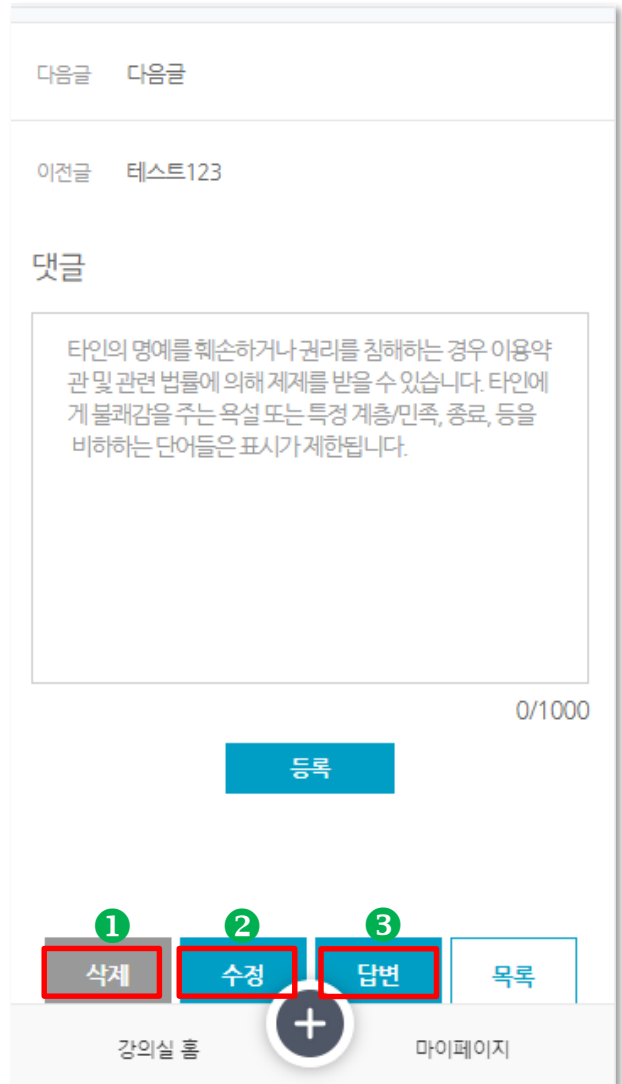 다음글 다음글
이전글 테스트123
댓글
타인의 명예를 훼손하거나 권리를 침해하는 경우 이용약
관 및 관련 법률에 의해 제제를 받을 수 있습니다. 타인에
게 불쾌감을 주는 욕설 또는 특정 계층/민족, 종료, 등을
비하하는 단어들은 표시가 제한됩니다.
0/1000
등록
1 2 3
삭제 수정 답변 목록
강의실 홈 + 마이페이지